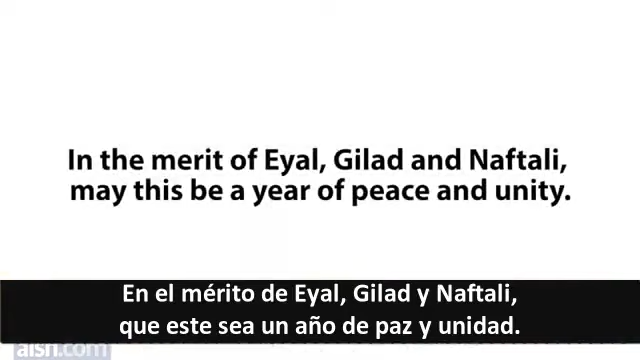 In the merit of Eyal, Gilad and Naftali,
may this be a year of peace and unity.
En el mérito de Eyal, Gilad y Naftali,
que este sea un año de paz y unidad.
aish.com